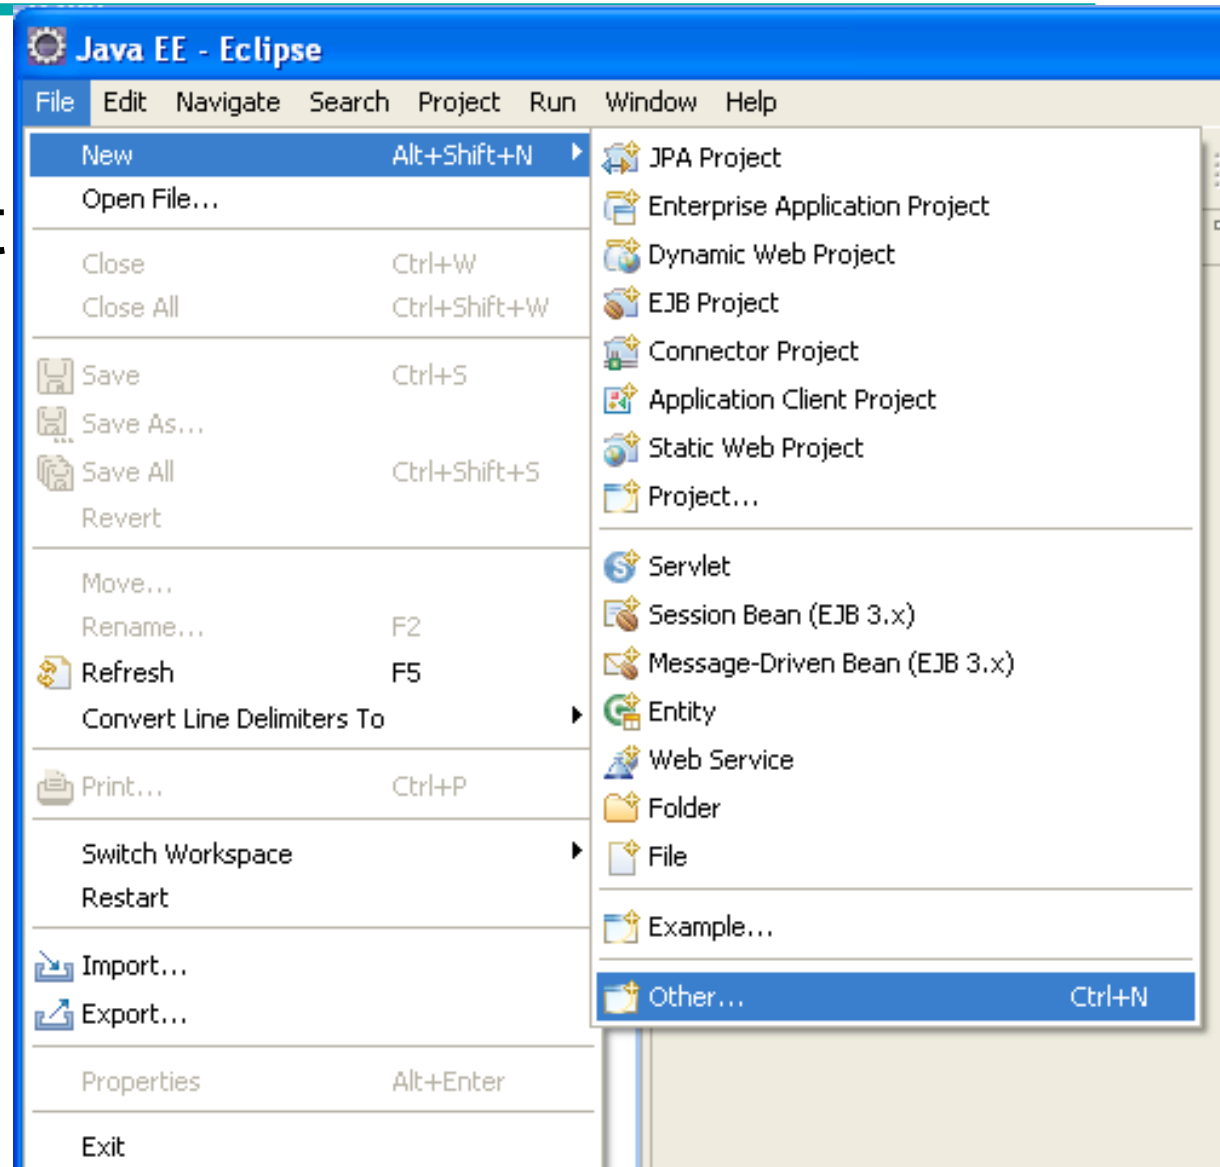 Java EE - Eclipse
File Edit Navigate Search Project Run Window Help
New Alt+Shift+N
Open File...
Close Ctrl+W
Close All Ctrl+Shift+W
Save Ctrl+S
Save As...
Save All Ctrl+Shift+S
Revert
Move...
Rename... F2
Refresh F5
Convert Line Delimiters To
Print... Ctrl+P
Switch Workspace
Restart
Import...
Export...
Properties Alt+Enter
Exit
JPA Project
Enterprise Application Project
Dynamic Web Project
EJB Project
Connector Project
Application Client Project
Static Web Project
Project...
Servlet
Session Bean (EJB 3.x)
Message-Driven Bean (EJB 3.x)
Entity
Web Service
Folder
File
Example...
Other... Ctrl+N